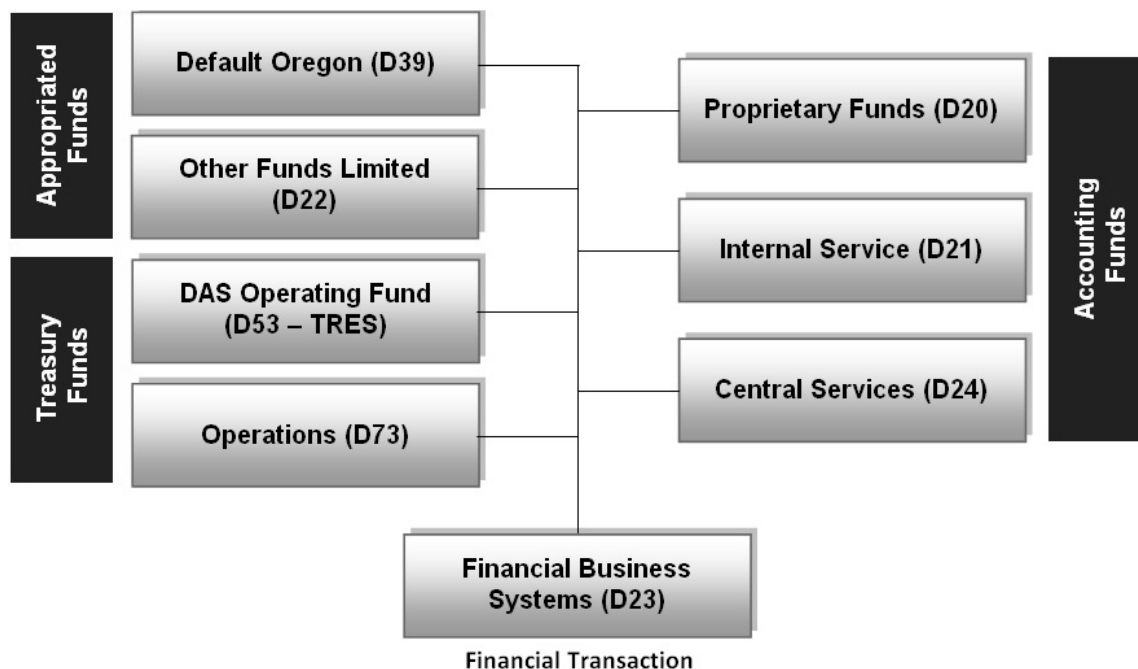 Appropriated
Funds
Default Oregon (D39)
Other Funds Limited
(D22)
Treasury
Funds
DAS Operating Fund
(D53 – TRES)
Operations (D73)
Proprietary Funds (D20)
Internal Service (D21)
Central Services (D24)
Accounting
Funds
Financial Business
Systems (D23)
Financial Transaction